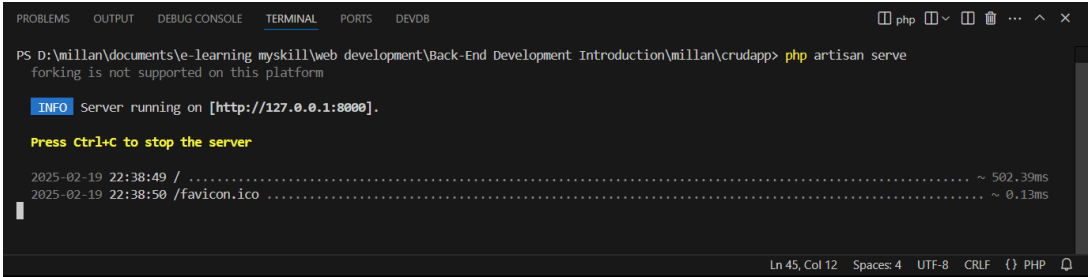 PROBLEMS OUTPUT DEBUG CONSOLE TERMINAL PORTS DEVDB php
PS D:\millan\documents\e-learning myskill\web development\Back-End Development Introduction\millan\crudapp> php artisan serve
forking is not supported on this platform
INFO Server running on [http://127.0.0.1:8000].
Press Ctrl+C to stop the server
2025-02-19 22:38:49 / ........................................................................................................ ~ 502.39ms
2025-02-19 22:38:50 /favicon.ico ................................................................................................ ~ 0.13ms
Ln 45, Col 12 Spaces: 4 UTF-8 CRLF {} PHP